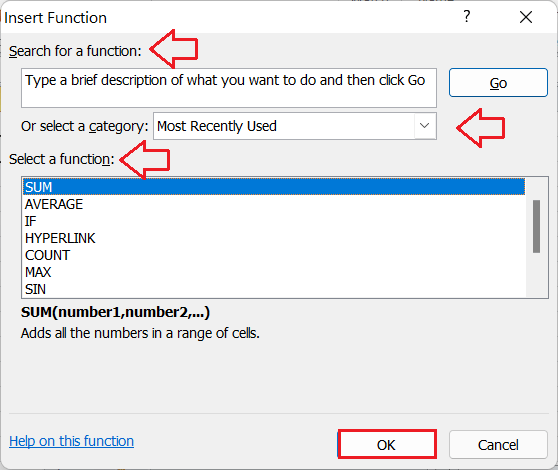 Insert Function
?
Search for a function:
Type a brief description of what you want to do and then click Go
Go
Or select a category:
Most Recently Used
Select a function:
SUM
AVERAGE
IF
HYPERLINK
COUNT
MAX
SIN
SUM(number1,number2,...)
Adds all the numbers in a range of cells.
Help on this function
OK
Cancel